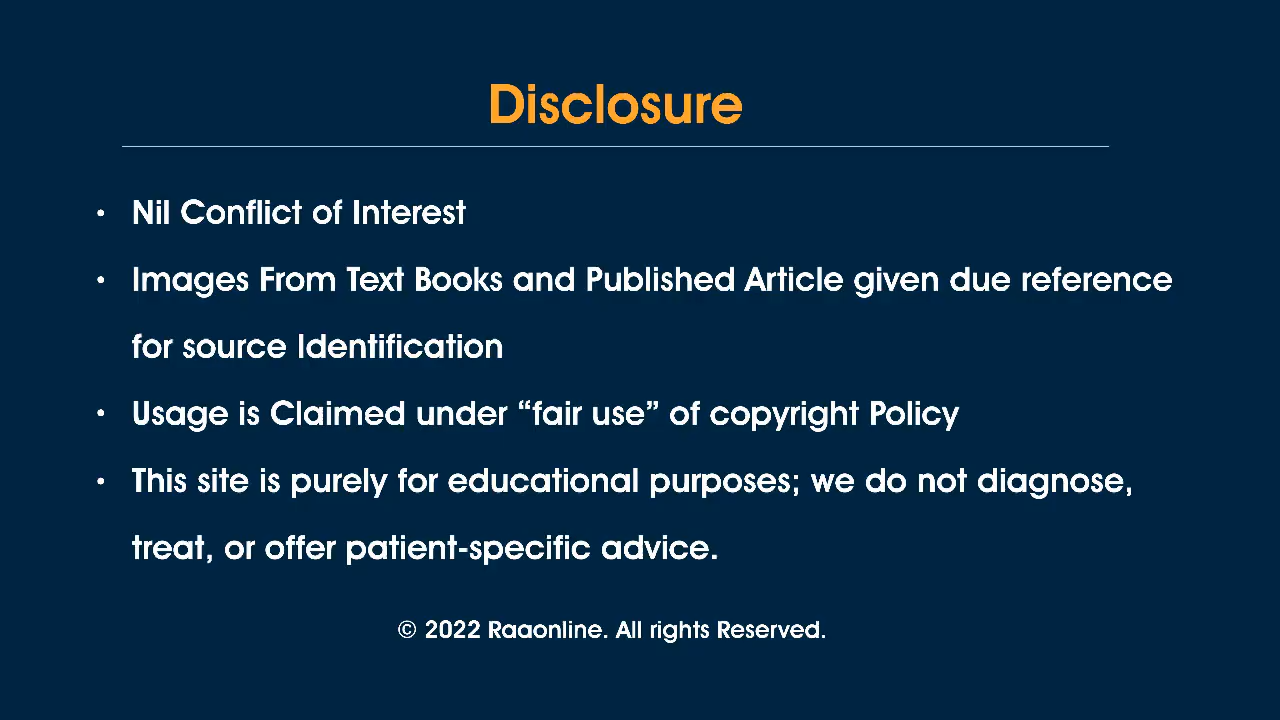 Disclosure
• Nil Conflict of Interest
• Images From Text Books and Published Article given due reference
for source Identification
• Usage is Claimed under “fair use” of copyright Policy
• This site is purely for educational purposes; we do not diagnose,
treat, or offer patient-specific advice.
© 2022 Raaonline. All rights Reserved.